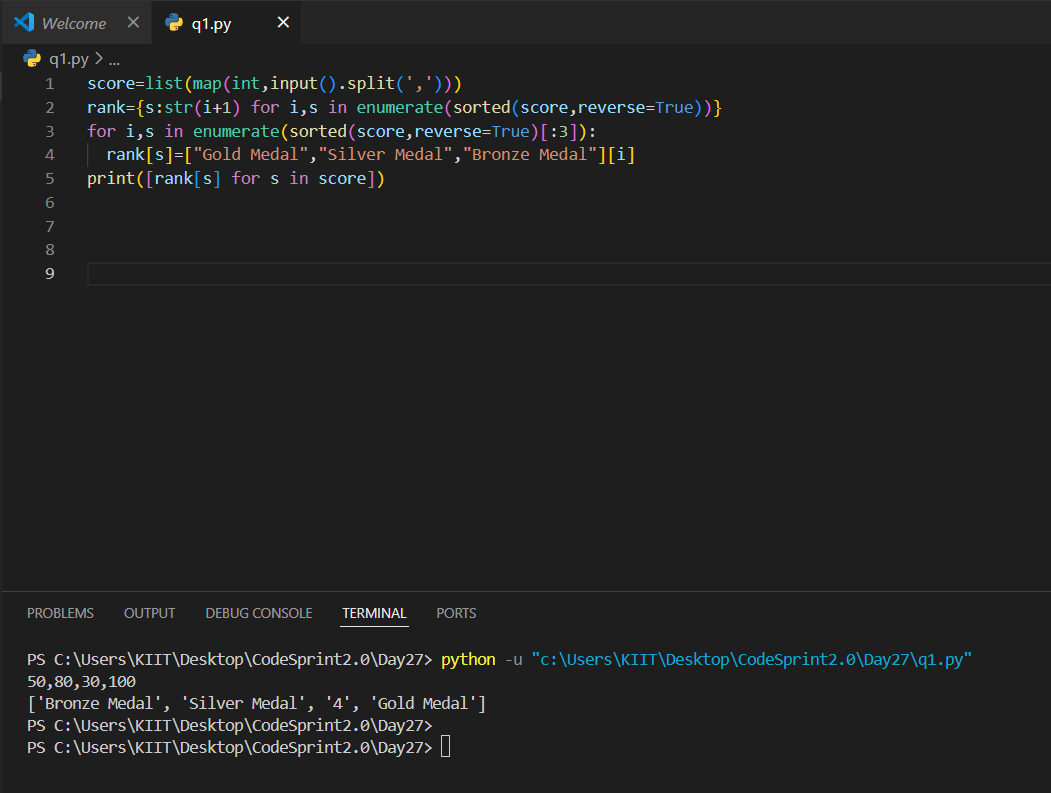 Welcome
q1.py
q1.py > ...
1 score=list(map(int,input().split(',')))
2 rank={s:str(i+1) for i,s in enumerate(sorted(score,reverse=True))}
3 for i,s in enumerate(sorted(score,reverse=True)[:3]):
4 rank[s]=["Gold Medal","Silver Medal","Bronze Medal"][i]
5 print([rank[s] for s in score])
6
7
8
9
PROBLEMS OUTPUT DEBUG CONSOLE TERMINAL PORTS
PS C:\Users\KIIT\Desktop\CodeSprint2.0\Day27> python -u "c:\Users\KIIT\Desktop\CodeSprint2.0\Day27\q1.py"
50,80,30,100
['Bronze Medal', 'Silver Medal', '4', 'Gold Medal']
PS C:\Users\KIIT\Desktop\CodeSprint2.0\Day27>
PS C:\Users\KIIT\Desktop\CodeSprint2.0\Day27>